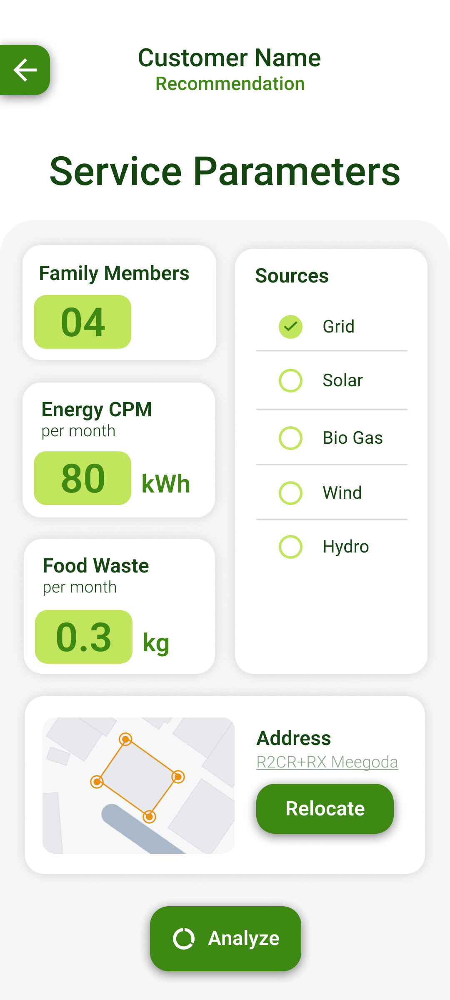 Customer Name
Recommendation
Service Parameters
Family Members
04
Energy CPM
per month
80 kWh
Food Waste
per month
0.3 kg
Sources
Grid
Solar
Bio Gas
Wind
Hydro
Address
R2CR+RX Meegoda
Relocate
Analyze